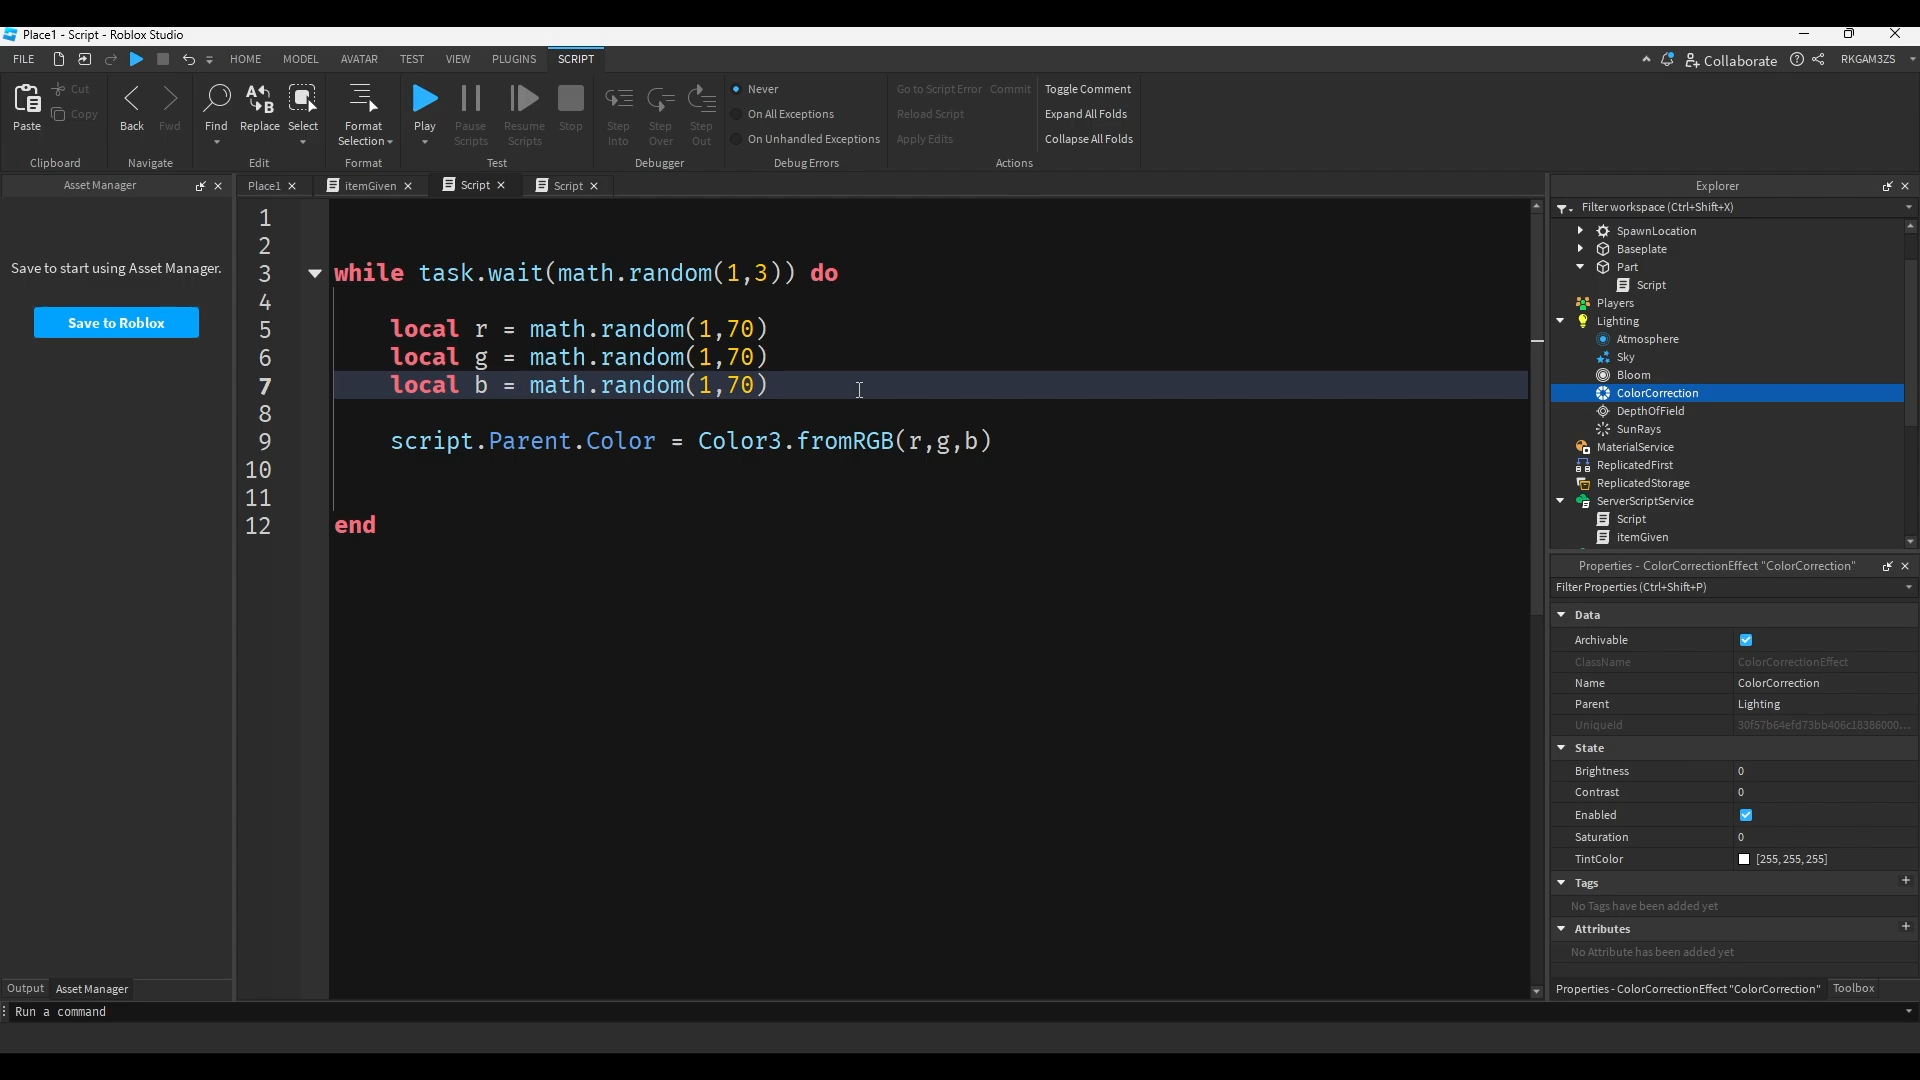 Place1 - Script - Roblox Studio
FILE HOME MODEL AVATAR TEST VIEW PLUGINS SCRIPT Collaborate RKGAM3ZS
Paste Cut Copy Back Fwd Find Replace Select Format Selection Play Pause Scripts Resume Scripts Stop Step Into Step Over Step Out
Never
On All Exceptions
On Unhandled Exceptions
Go to Script Error Commit
Reload Script
Apply Edits
Toggle Comment
Expand All Folds
Collapse All Folds
Clipboard Navigate Edit Format Test Debugger Debug Errors Actions
Asset Manager
Place1 itemGiven Script Script
Save to start using Asset Manager.
Save to Roblox
1
2
3 while task.wait(math.random(1,3)) do
4
5 local r = math.random(1,70)
6 local g = math.random(1,70)
7 local b = math.random(1,70)
8
9 script.Parent.Color = Color3.fromRGB(r,g,b)
10
11
12 end
Explorer
Filter workspace (Ctrl+Shift+X)
SpawnLocation
Baseplate
Part
Script
Players
Lighting
Atmosphere
Sky
Bloom
ColorCorrection
DepthOfField
SunRays
MaterialService
ReplicatedFirst
ReplicatedStorage
ServerScriptService
Script
itemGiven
Properties - ColorCorrectionEffect "ColorCorrection"
Filter Properties (Ctrl+Shift+P)
Data
Archivable
ClassName ColorCorrectionEffect
Name ColorCorrection
Parent Lighting
UniqueId 30f57b64efd73bb406c18386000...
State
Brightness 0
Contrast 0
Enabled
Saturation 0
TintColor [255, 255, 255]
Tags +
No Tags have been added yet
Attributes +
No Attribute has been added yet
Output Asset Manager
Properties - ColorCorrectionEffect "ColorCorrection" Toolbox
Run a command